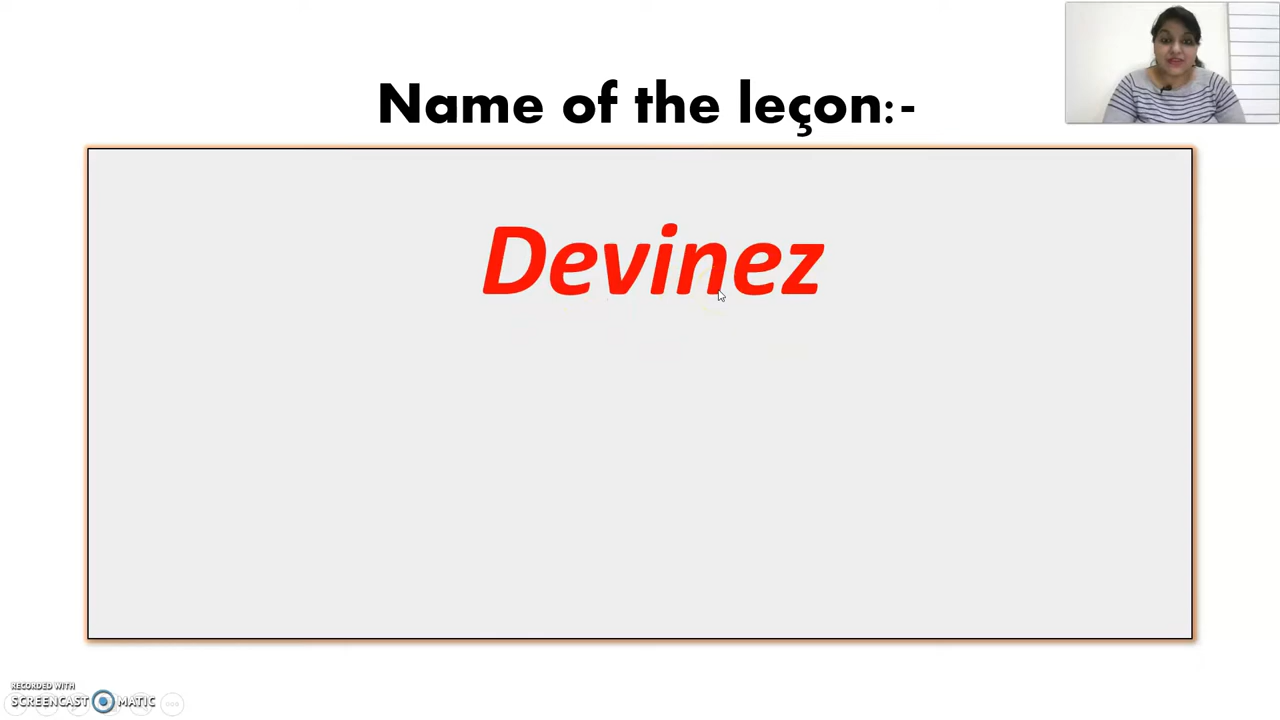 Name of the leçon:-
Devinez
RECORDED WITH
SCREENCAST MATIC